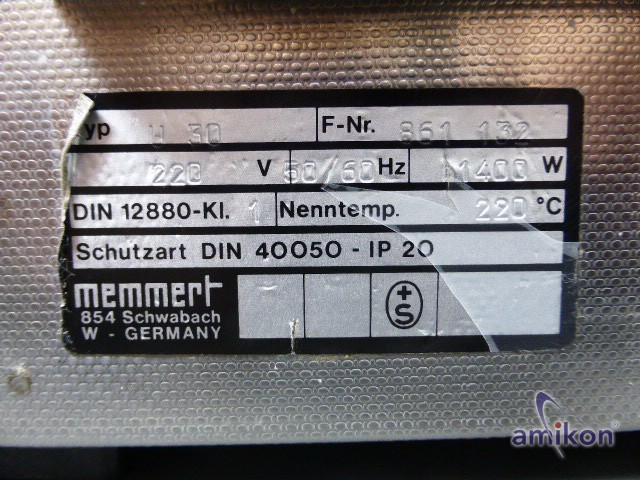 yp U 30 F-Nr. 861 132
220 V 50/60 Hz 1400 W
DIN 12880-Kl. 1 Nenntemp. 220 °C
Schutzart DIN 40050 - IP 20
memmert
854 Schwabach
W - GERMANY
+S
amikon